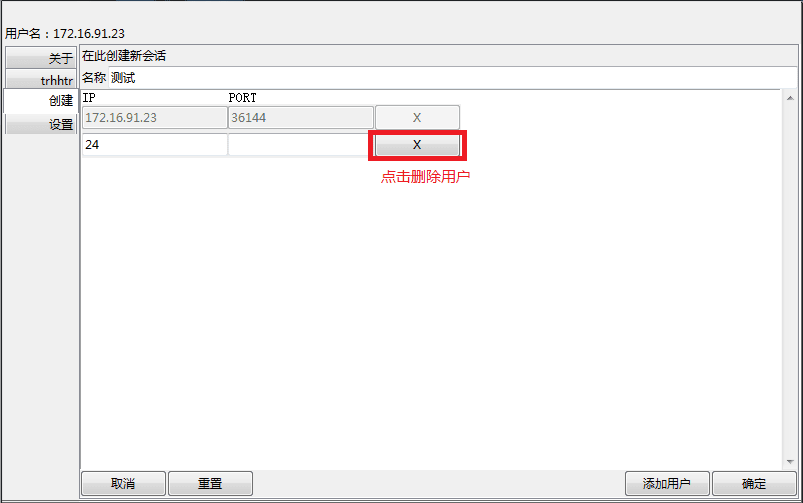 用户名：172.16.91.23
关于
在此创建新会话
trhhtr
名称 测试
创建
IP PORT
172.16.91.23 36144 X
设置
24 X
点击删除用户
取消 重置 添加用户 确定